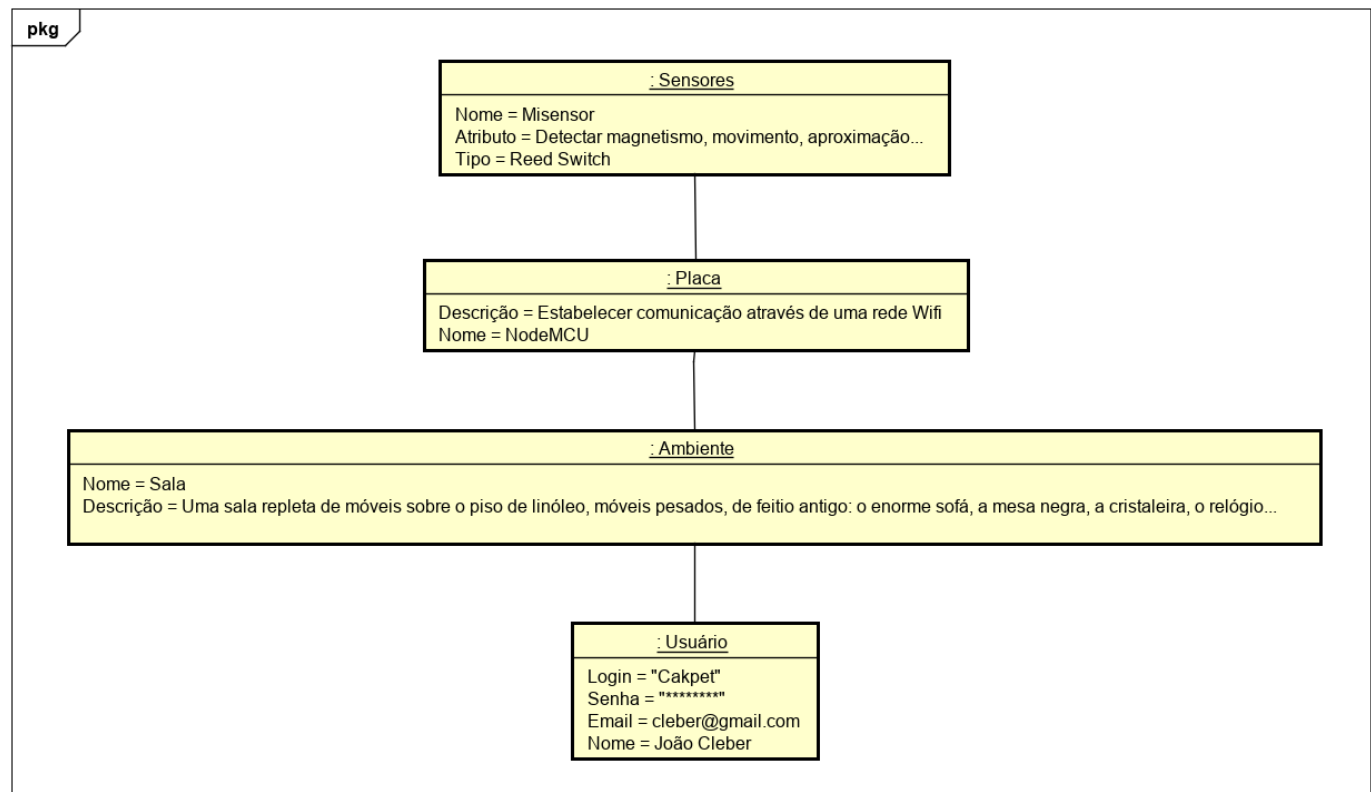 pkg
: Sensores
Nome = Misensor
Atributo = Detectar magnetismo, movimento, aproximação...
Tipo = Reed Switch
: Placa
Descrição = Estabelecer comunicação através de uma rede Wifi
Nome = NodeMCU
: Ambiente
Nome = Sala
Descrição = Uma sala repleta de móveis sobre o piso de linóleo, móveis pesados, de feitio antigo: o enorme sofá, a mesa negra, a cristaleira, o relógio...
: Usuário
Login = "Cakpet"
Senha = "********"
Email = cleber@gmail.com
Nome = João Cleber